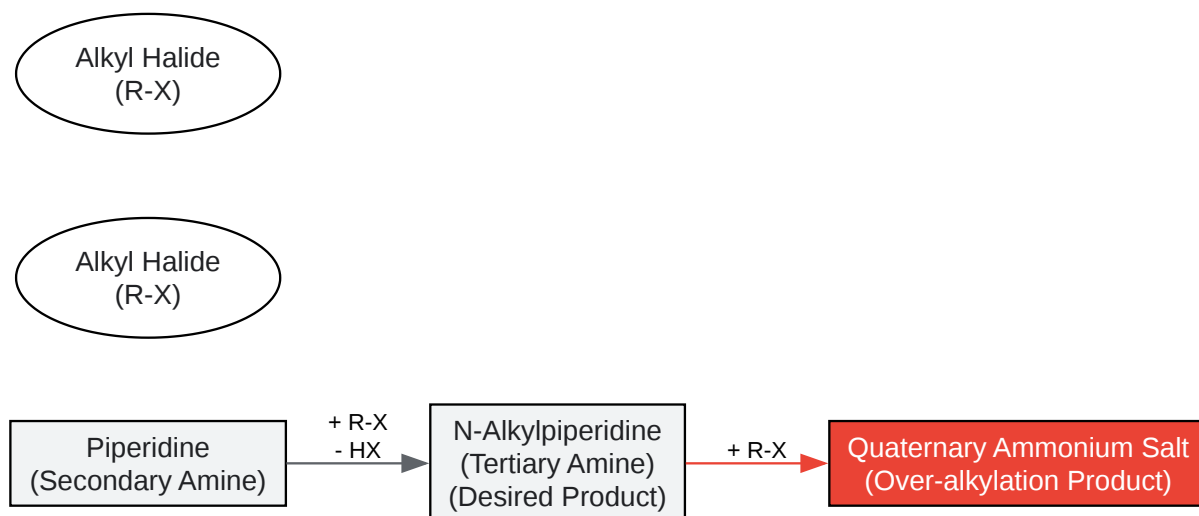 Alkyl Halide
(R-X)
Alkyl Halide
(R-X)
Piperidine
(Secondary Amine)
+ R-X
- HX
N-Alkylpiperidine
(Tertiary Amine)
(Desired Product)
+ R-X
Quaternary Ammonium Salt
(Over-alkylation Product)